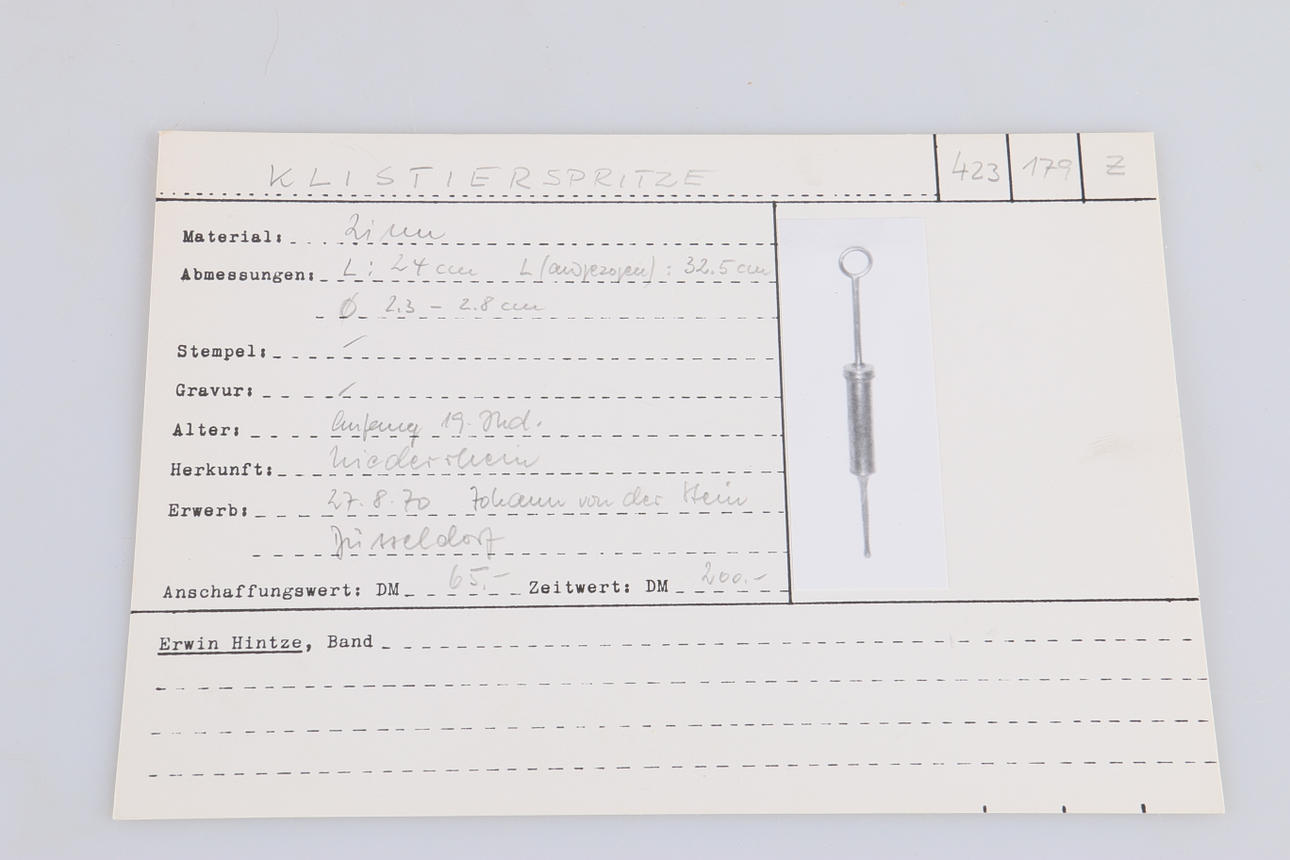 KLISTIERSPRITZE 423 179 Z
Material: Zinn
Abmessungen: L: 24 cm L (ausgezogen): 32.5 cm
Ø 2.3 - 2.8 cm
Stempel: /
Gravur: /
Alter: Anfang 19. Jhd.
Herkunft: Niederrhein
Erwerb: 27.8.70 Johann von der Stein
Düsseldorf
Anschaffungswert: DM 65.- Zeitwert: DM 200.-
Erwin Hintze, Band